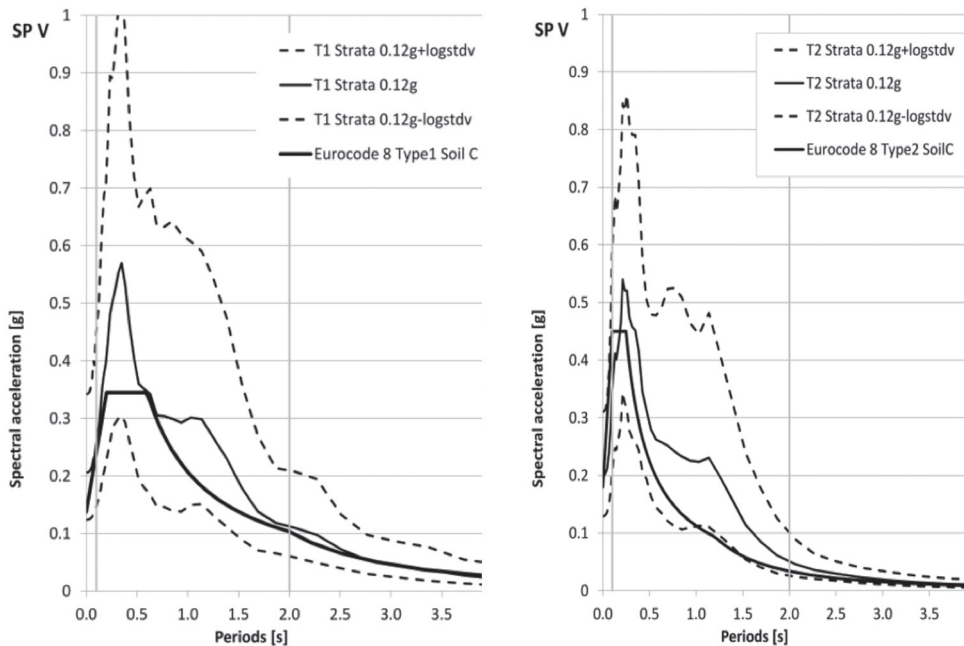 SP V
1
0.9
0.8
0.7
0.6
0.5
0.4
0.3
0.2
0.1
0
Spectral acceleration [g]
T1 Strata 0.12g+logstdv
T1 Strata 0.12g
T1 Strata 0.12g-logstdv
Eurocode 8 Type1 Soil C
0.0 0.5 1.0 1.5 2.0 2.5 3.0 3.5
Periods [s]
SP V
1
0.9
0.8
0.7
0.6
0.5
0.4
0.3
0.2
0.1
0
Spectral acceleration [g]
T2 Strata 0.12g+logstdv
T2 Strata 0.12g
T2 Strata 0.12g-logstdv
Eurocode 8 Type2 SoilC
0.0 0.5 1.0 1.5 2.0 2.5 3.0 3.5
Periods [s]